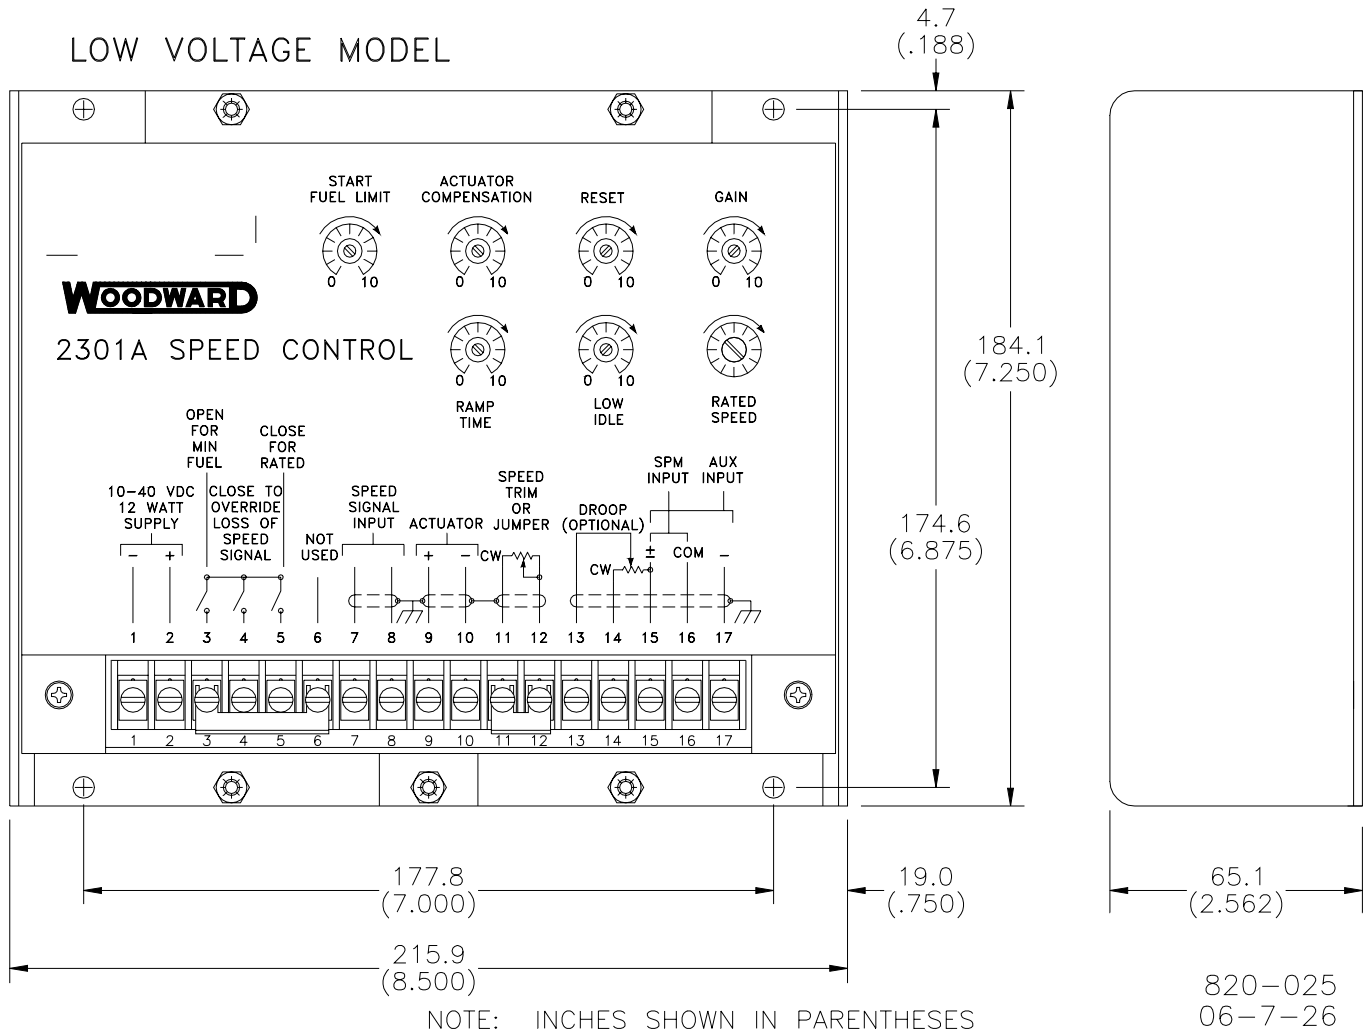 LOW VOLTAGE MODEL
4.7
(.188)
START
FUEL LIMIT
0 10
ACTUATOR
COMPENSATION
0 10
RESET
0 10
GAIN
0 10
WOODWARD
2301A SPEED CONTROL
0 10
RAMP
TIME
0 10
LOW
IDLE
RATED
SPEED
184.1
(7.250)
174.6
(6.875)
OPEN
FOR
MIN
FUEL
CLOSE
FOR
RATED
10-40 VDC
12 WATT
SUPPLY
- +
CLOSE TO
OVERRIDE
LOSS OF
SPEED
SIGNAL
NOT
USED
SPEED
SIGNAL
INPUT
ACTUATOR
+ -
SPEED
TRIM
OR
JUMPER
CW
DROOP
(OPTIONAL)
CW
SPM
INPUT
AUX
INPUT
± COM -
1 2 3 4 5 6 7 8 9 10 11 12 13 14 15 16 17
1 2 3 4 5 6 7 8 9 10 11 12 13 14 15 16 17
177.8
(7.000)
19.0
(.750)
65.1
(2.562)
215.9
(8.500)
820-025
06-7-26
NOTE: INCHES SHOWN IN PARENTHESES